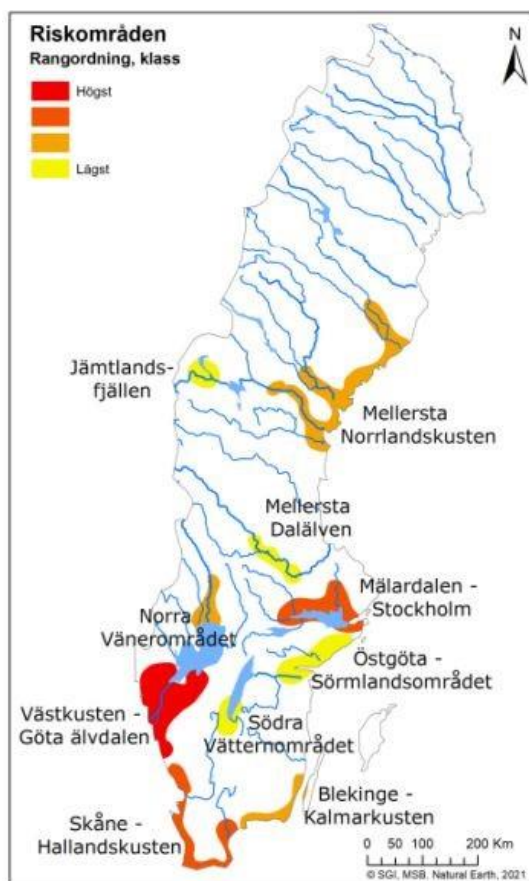 Riskområden
Rangordning, klass
Högst
Lägst
N
Jämtlands-
fjällen
Mellersta
Norrlandskusten
Mellersta
Dalälven
Mälardalen -
Stockholm
Norra
Vänerområdet
Östgöta -
Sörmlandsområdet
Västkusten -
Göta älvdalen
Södra
Vätternområdet
Blekinge -
Kalmarkusten
Skåne -
Hallandskusten
0 50 100 200 Km
© SGI, MSB. Natural Earth, 2021